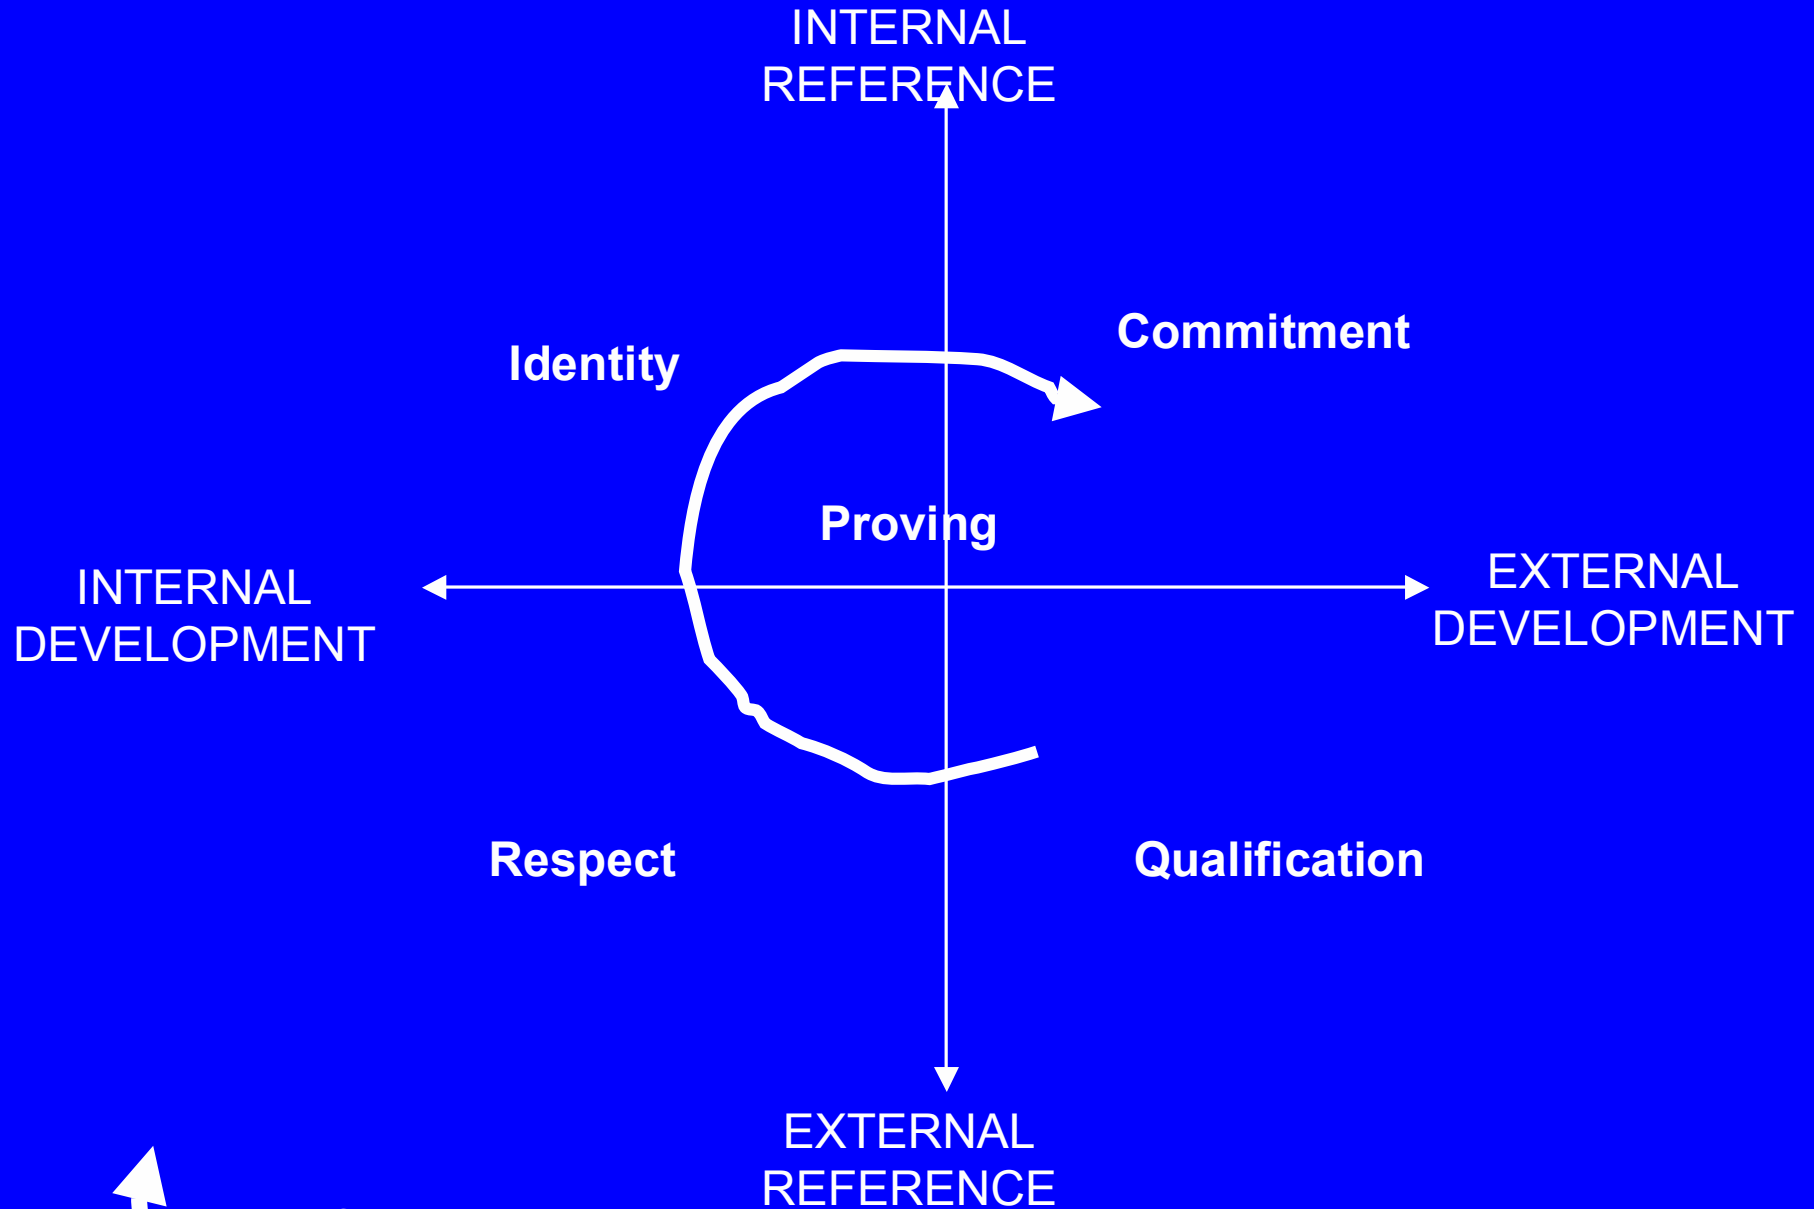 INTERNAL
REFERENCE
Commitment
Identity
Proving
INTERNAL
DEVELOPMENT
EXTERNAL
DEVELOPMENT
Respect
Qualification
EXTERNAL
REFERENCE